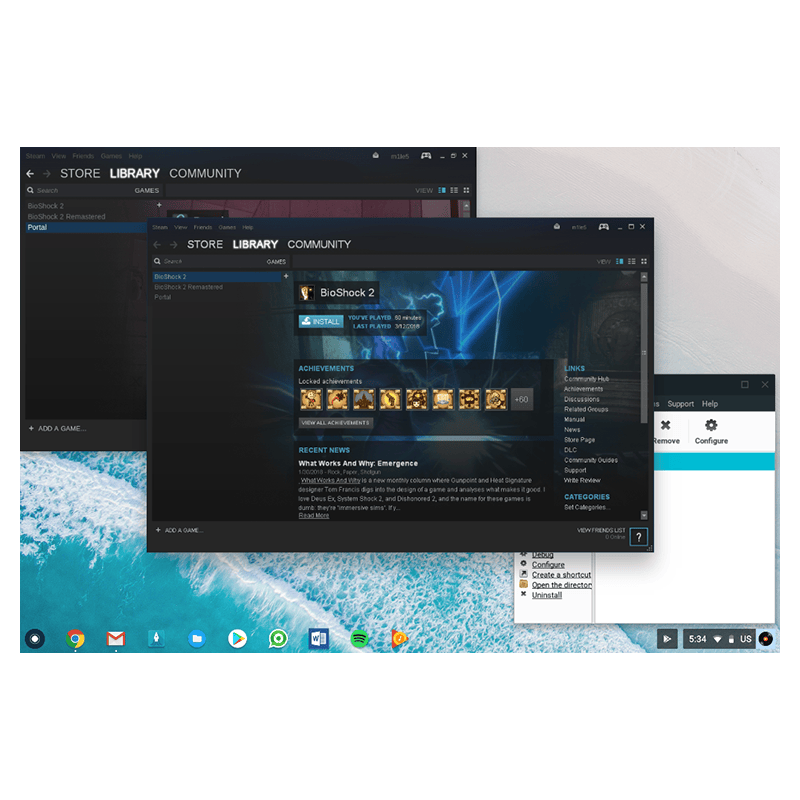 Steam View Friends Games Help
STORE LIBRARY COMMUNITY
Search GAMES VIEW
BioShock 2
BioShock 2 Remastered
Portal
+ ADD A GAME...
Steam View Friends Games Help
STORE LIBRARY COMMUNITY
Search GAMES VIEW
BioShock 2
BioShock 2 Remastered
Portal
BioShock 2
INSTALL
YOU'VE PLAYED 60 minutes
LAST PLAYED 3/12/2018
ACHIEVEMENTS
Locked achievements
+60
VIEW ALL ACHIEVEMENTS
RECENT NEWS
What Works And Why: Emergence
- Rock, Paper, Shotgun
What Works And Why is a new monthly column where Gunpoint and Heat Signature
designer Tom Francis digs into the design of a game and analyses what makes it good. I
love Deus Ex, System Shock 2, and Dishonored 2, and the name for these games is
dumb: they're "immersive sims". If y...
Read More
LINKS
Community Hub
Achievements
Discussions
Related Groups
Manual
News
Store Page
DLC
Community Guides
Support
Write Review
CATEGORIES
Set Categories...
+ ADD A GAME...
VIEW FRIENDS LIST
0 Online
?
Support Help
Remove Configure
Debug
Configure
Create a shortcut
Open the director
Uninstall
W
5:34 US